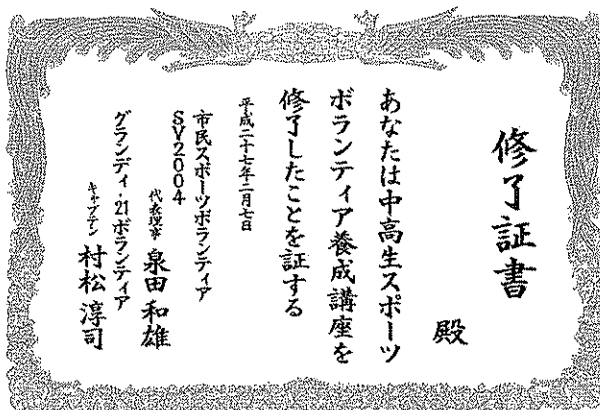 修了証書
殿
あなたは中高生スポーツ
ボランティア養成講座を
修了したことを証する
平成二十七年二月七日
市民スポーツボランティア
SV2004
代表理事 泉田 和雄
グランディ・21ボランティア
キャプテン 村松 淳司